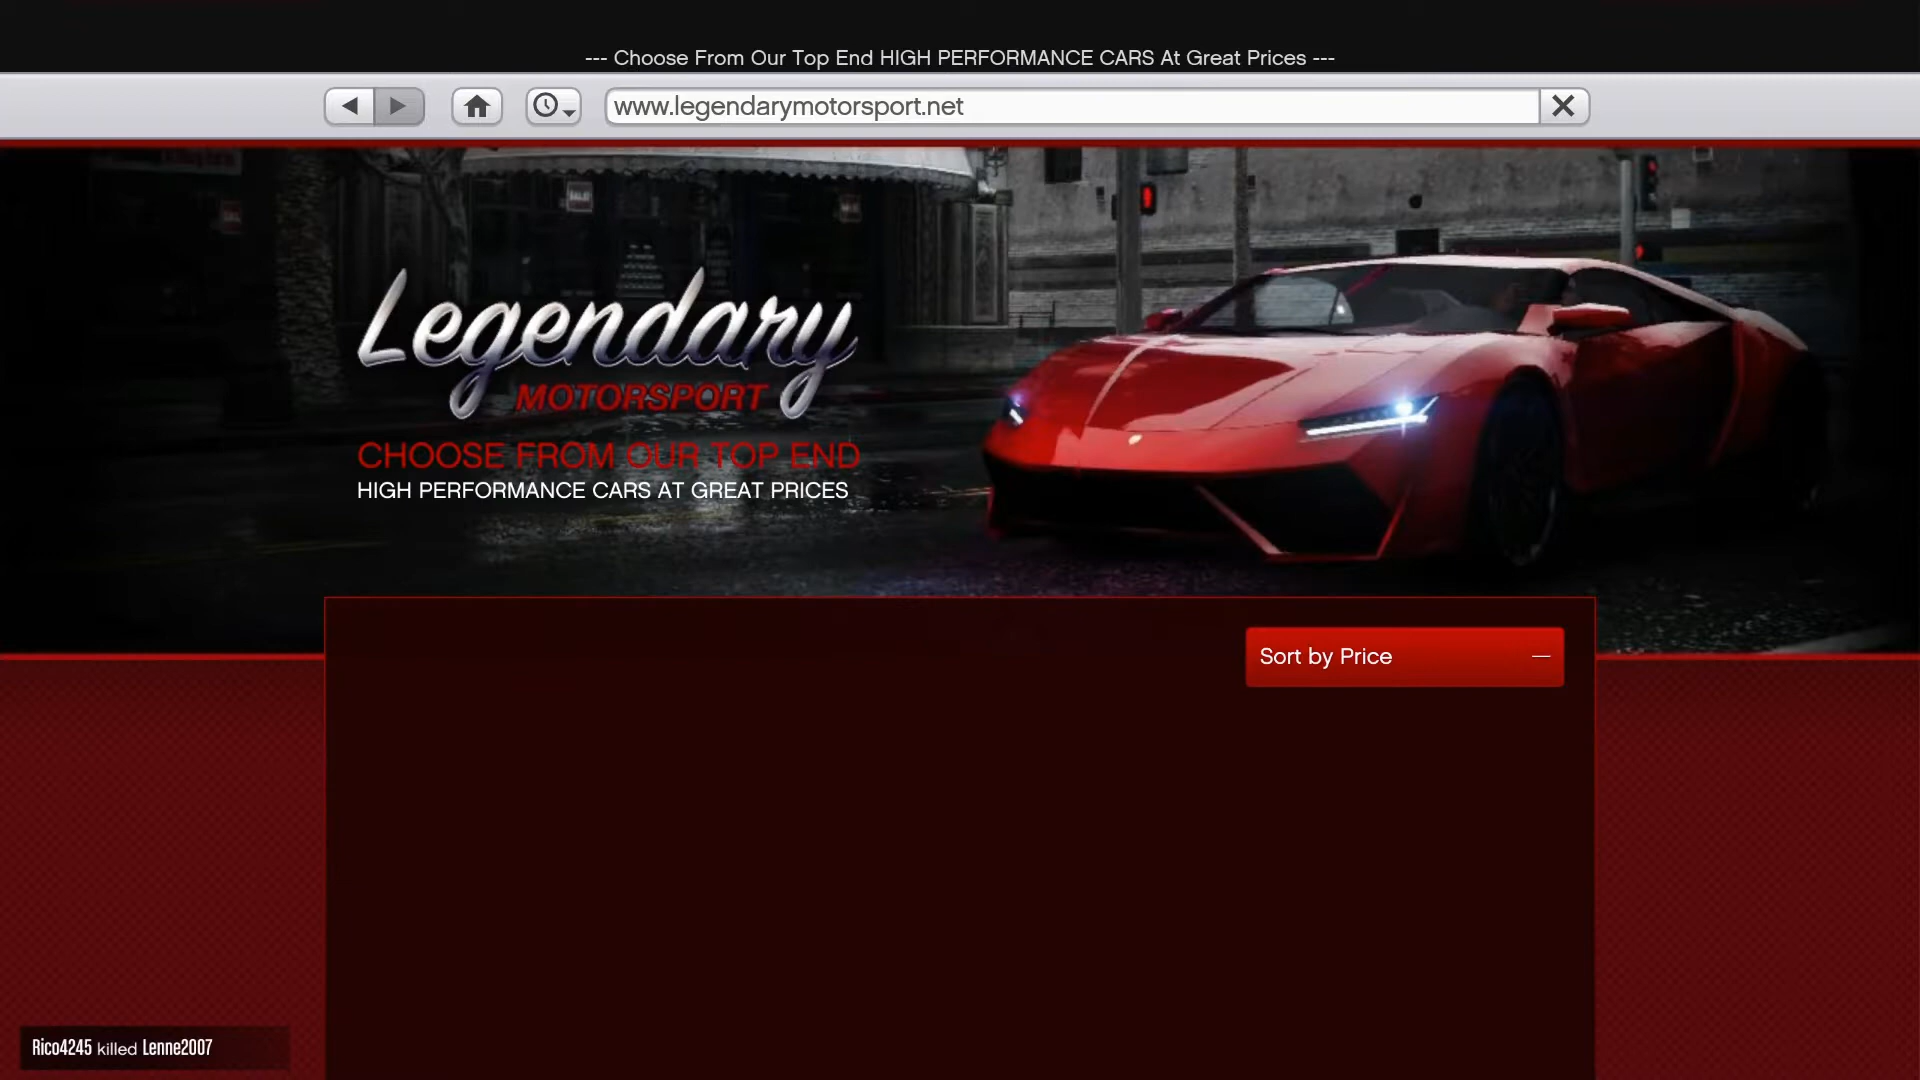 --- Choose From Our Top End HIGH PERFORMANCE CARS At Great Prices ---
www.legendarymotorsport.net
Legendary
MOTORSPORT
CHOOSE FROM OUR TOP END
HIGH PERFORMANCE CARS AT GREAT PRICES
Sort by Price
Rico4245 killed Lenne2007